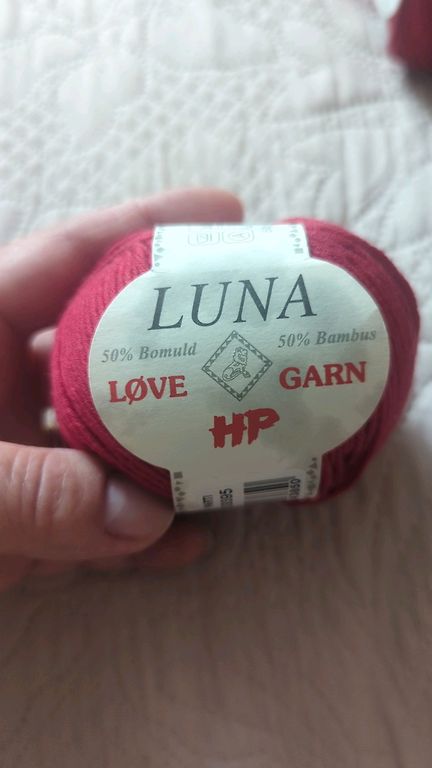 LUNA
50% Bomuld 50% Bambus
LØVE GARN
HP